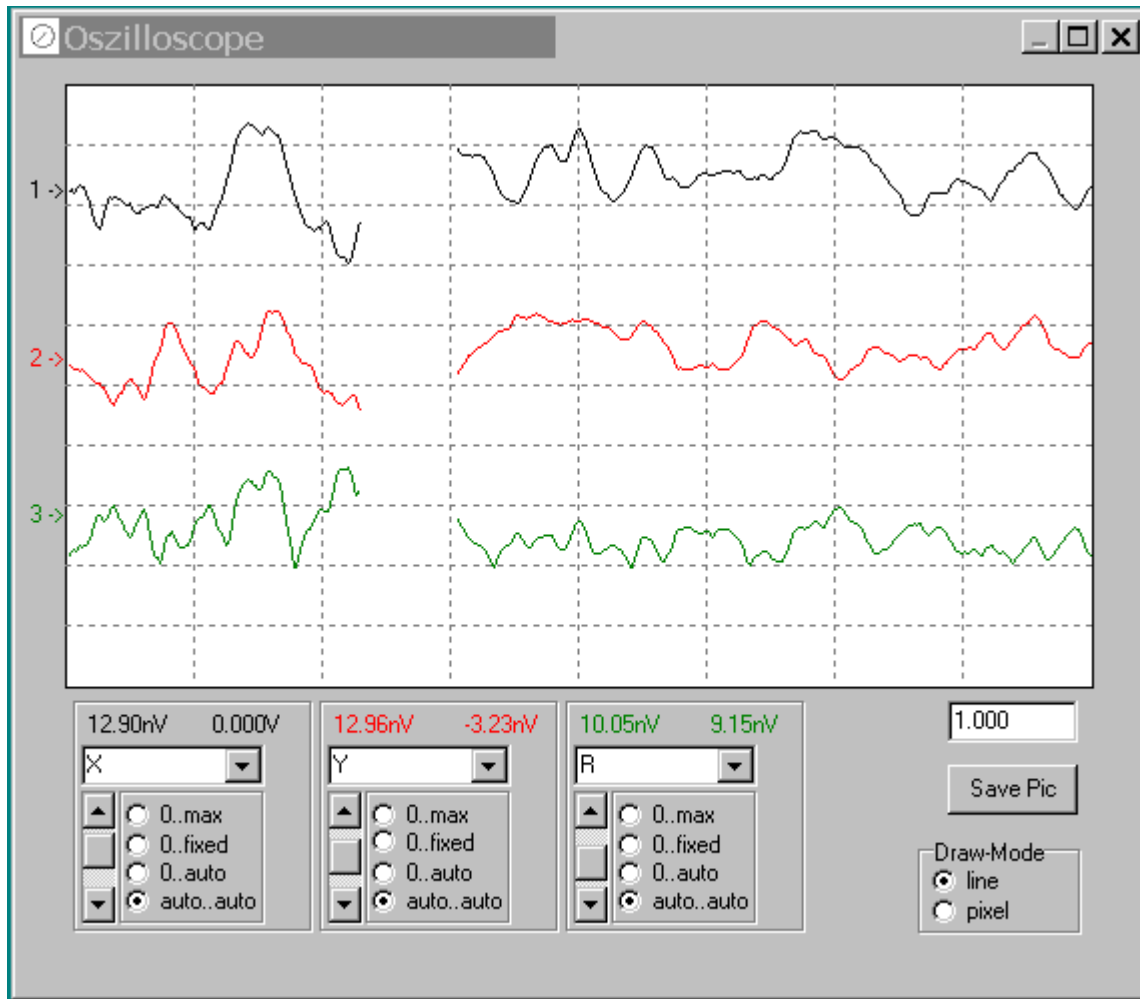 Oszilloscope
1 ->
2 ->
3 ->
12.90nV 0.000V
X
0..max
0..fixed
0..auto
auto..auto
12.96nV -3.23nV
Y
0..max
0..fixed
0..auto
auto..auto
10.05nV 9.15nV
R
0..max
0..fixed
0..auto
auto..auto
1.000
Save Pic
Draw-Mode
line
pixel